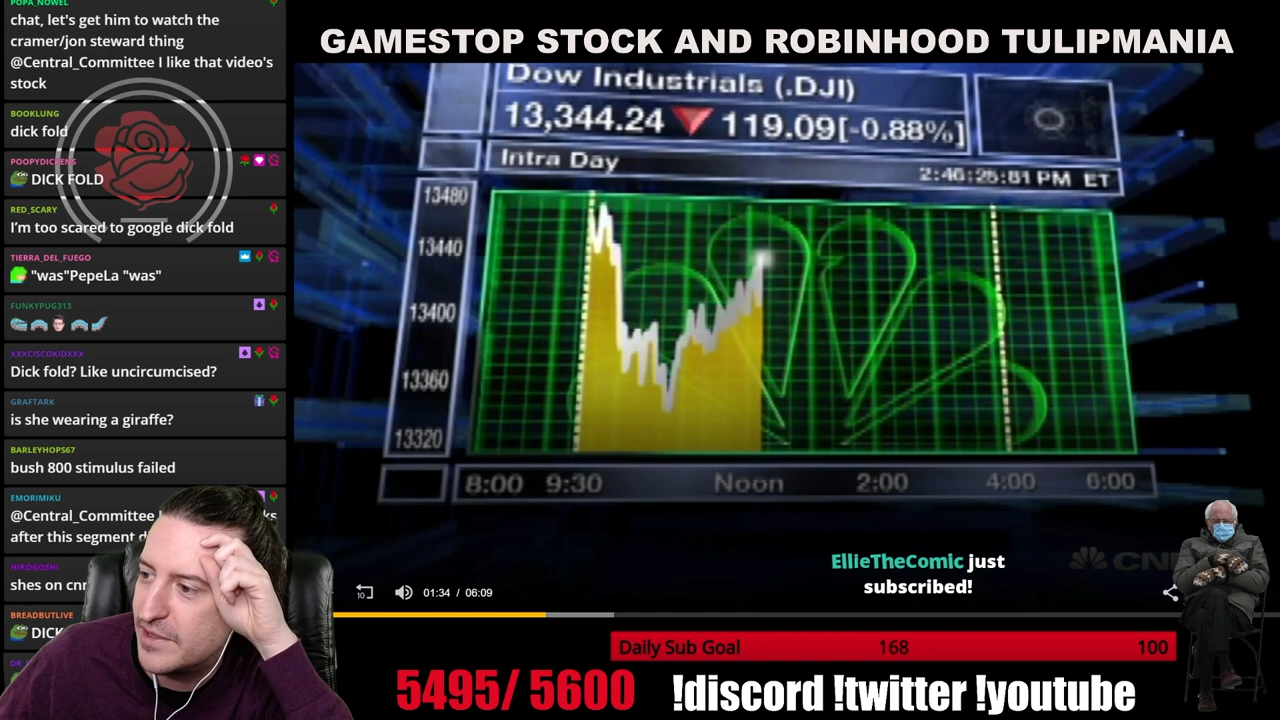 POPA_NOWEL
chat, let's get him to watch the
cramer/jon steward thing
@Central_Committee I like that video's
stock
BOOKLUNG
dick fold
POOPYDICKENS
DICK FOLD
RED_SCARY
I'm too scared to google dick fold
TIERRA_DEL_FUEGO
"was"PepeLa "was"
FUNKYPUG313
XXXCISCOKIDXXX
Dick fold? Like uncircumcised?
GRAFTARK
is she wearing a giraffe?
BARLEYHOPS67
bush 800 stimulus failed
EMORIMIKU
@Central_Committee
after this segment
HIROGOSHI
shes on
BREADBUTLIVE
DICK
GAMESTOP STOCK AND ROBINHOOD TULIPMANIA
Dow Industrials (.DJI)
13,344.24 119.09[-0.88%]
Intra Day
2:46:25:81 PM ET
13480
13440
13400
13360
13320
8:00 9:30 Noon 2:00 4:00 6:00
EllieTheComic just
subscribed!
10
01:34 / 06:09
Daily Sub Goal 168 100
5495/ 5600 !discord !twitter !youtube